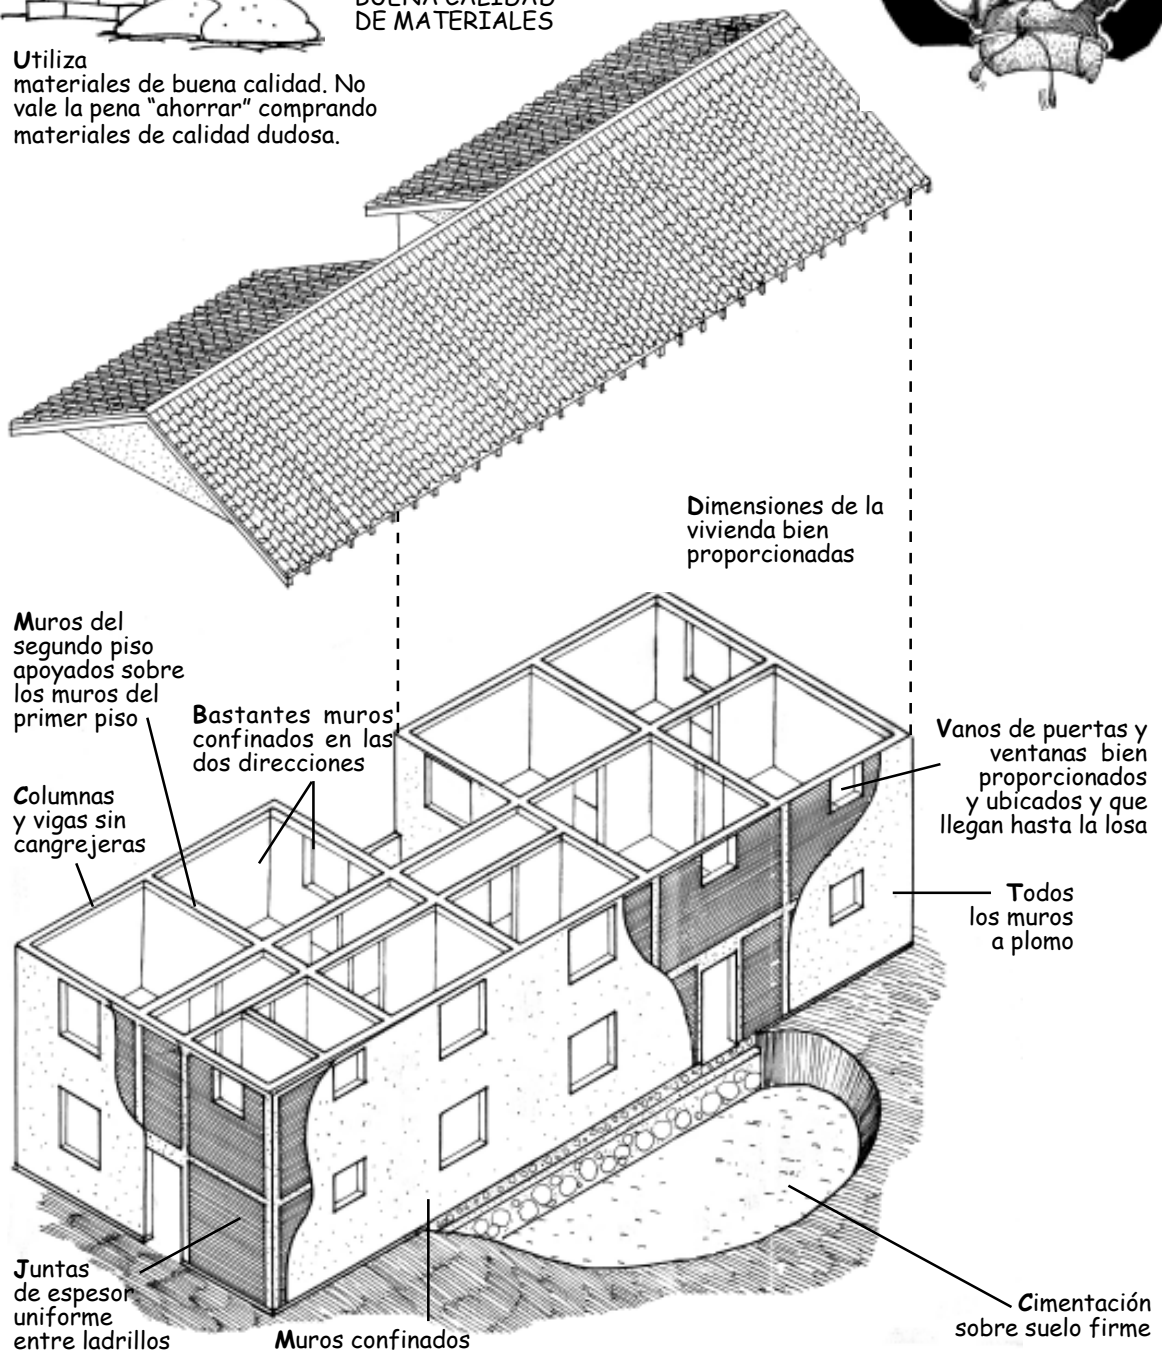 BUENA CALIDAD
DE MATERIALES
Utiliza
materiales de buena calidad. No
vale la pena “ahorrar” comprando
materiales de calidad dudosa.
Dimensiones de la
vivienda bien
proporcionadas
Muros del
segundo piso
apoyados sobre
los muros del
primer piso
Bastantes muros
confinados en las
dos direcciones
Columnas
y vigas sin
cangrejeras
Vanos de puertas y
ventanas bien
proporcionados
y ubicados y que
llegan hasta la losa
Todos
los muros
a plomo
Juntas
de espesor
uniforme
entre ladrillos
Muros confinados
Cimentación
sobre suelo firme